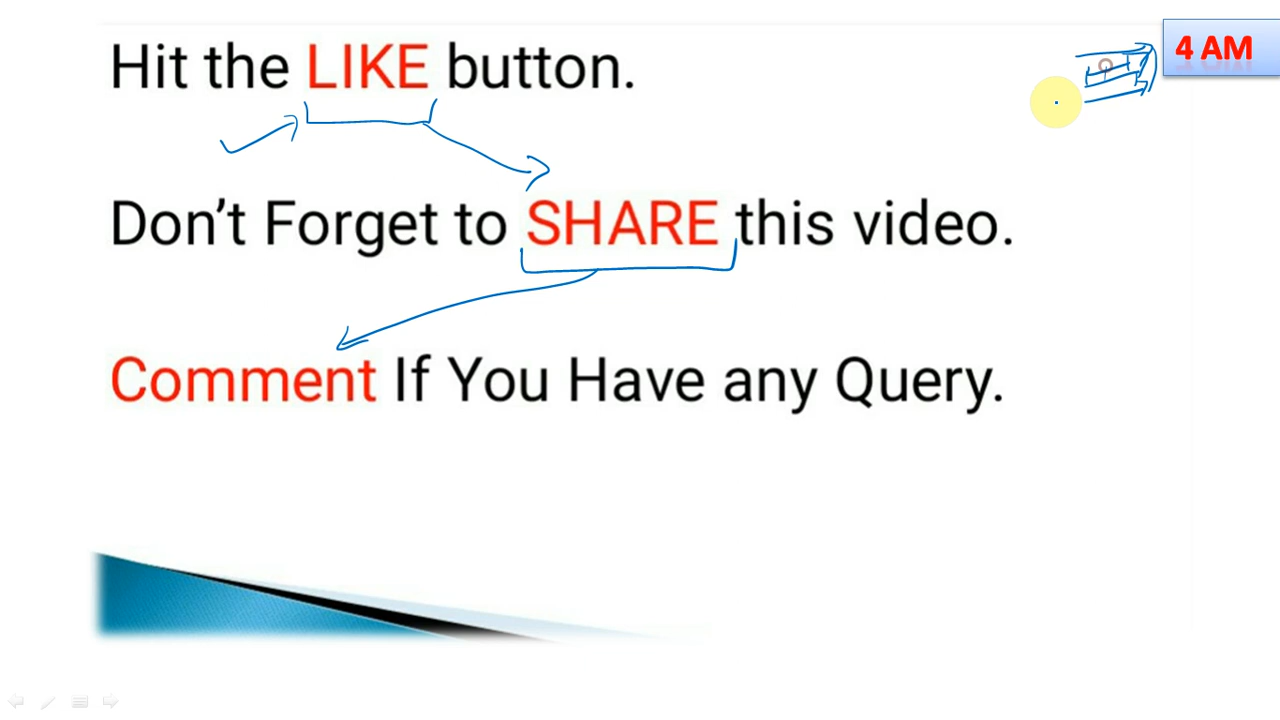 4 AM
Hit the LIKE button.
Don’t Forget to SHARE this video.
Comment If You Have any Query.